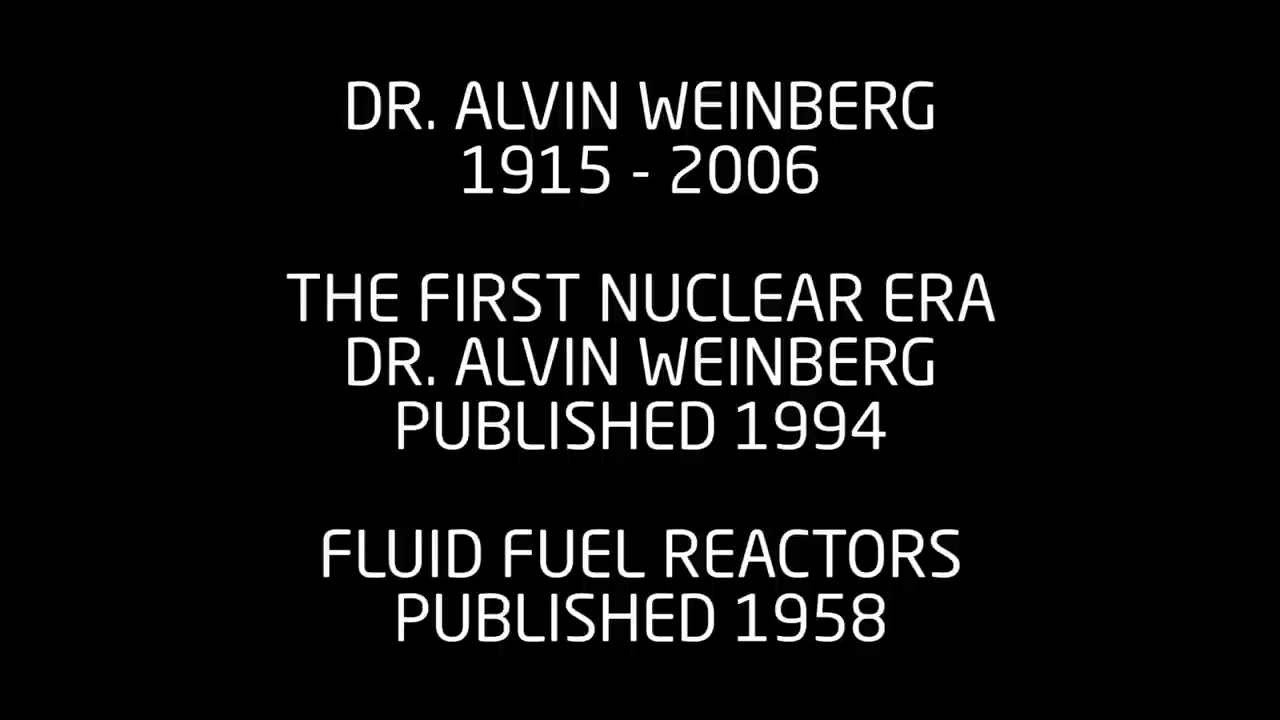 DR. ALVIN WEINBERG
1915 - 2006
THE FIRST NUCLEAR ERA
DR. ALVIN WEINBERG
PUBLISHED 1994
FLUID FUEL REACTORS
PUBLISHED 1958